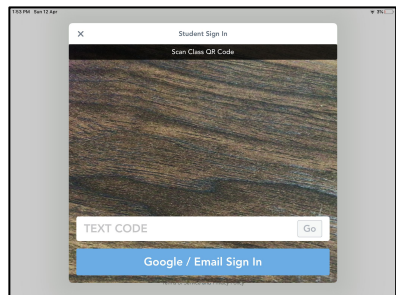 1:53 PM Sun 12 Apr
3%
Student Sign In
Scan Class QR Code
TEXT CODE
Go
Google / Email Sign In